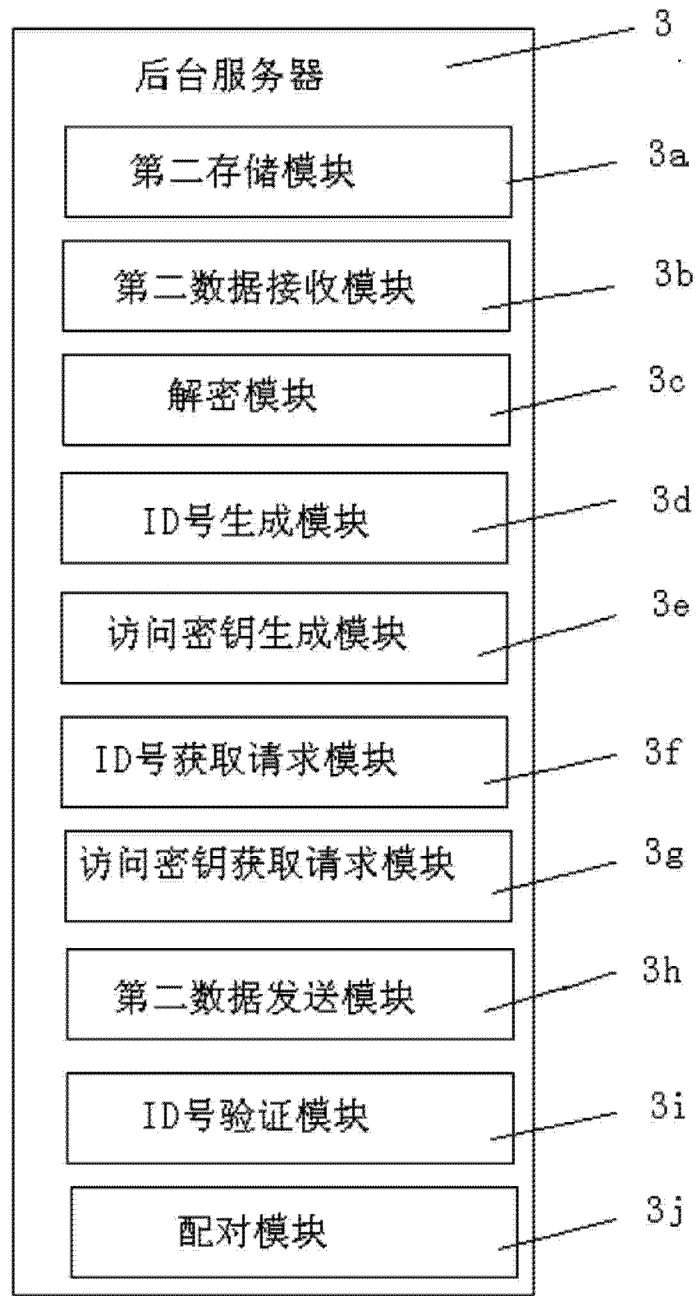 3
后台服务器
第二存储模块 3a
第二数据接收模块 3b
解密模块 3c
ID号生成模块 3d
访问密钥生成模块 3e
ID号获取请求模块 3f
访问密钥获取请求模块 3g
第二数据发送模块 3h
ID号验证模块 3i
配对模块 3j